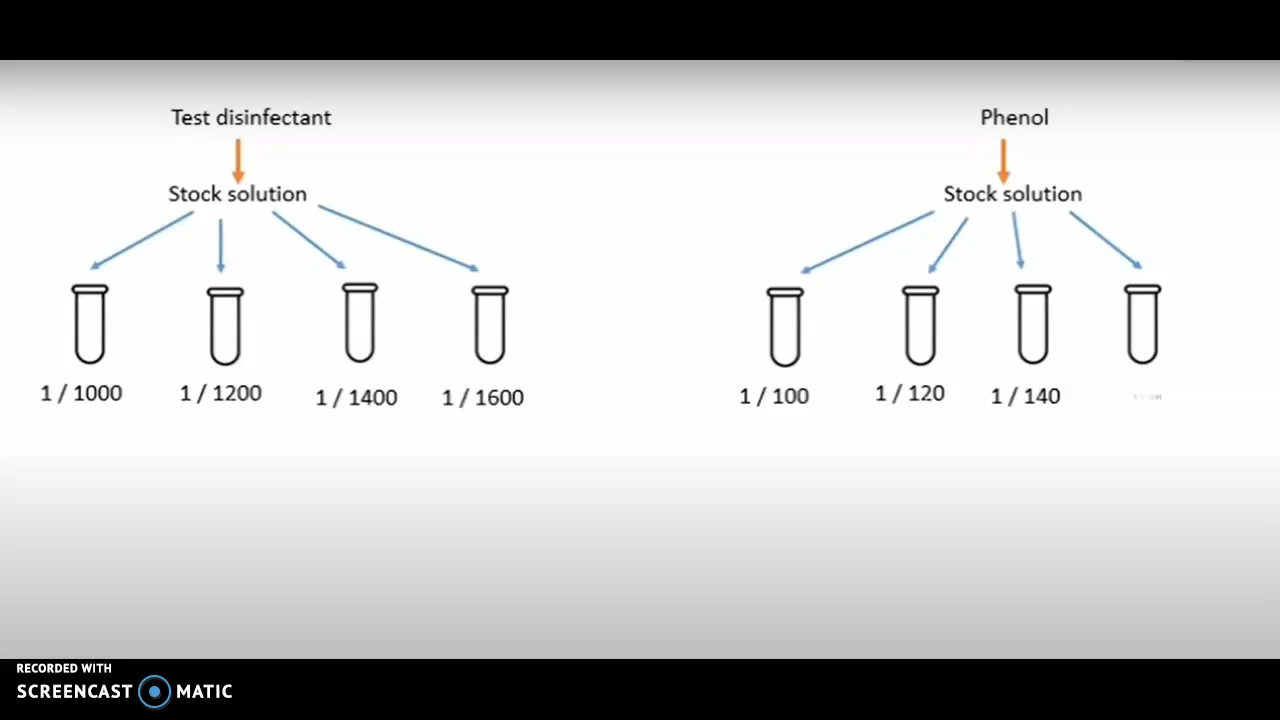 Test disinfectant
Stock solution
1 / 1000
1 / 1200
1 / 1400
1 / 1600
Phenol
Stock solution
1 / 100
1 / 120
1 / 140
RECORDED WITH
SCREENCAST MATIC